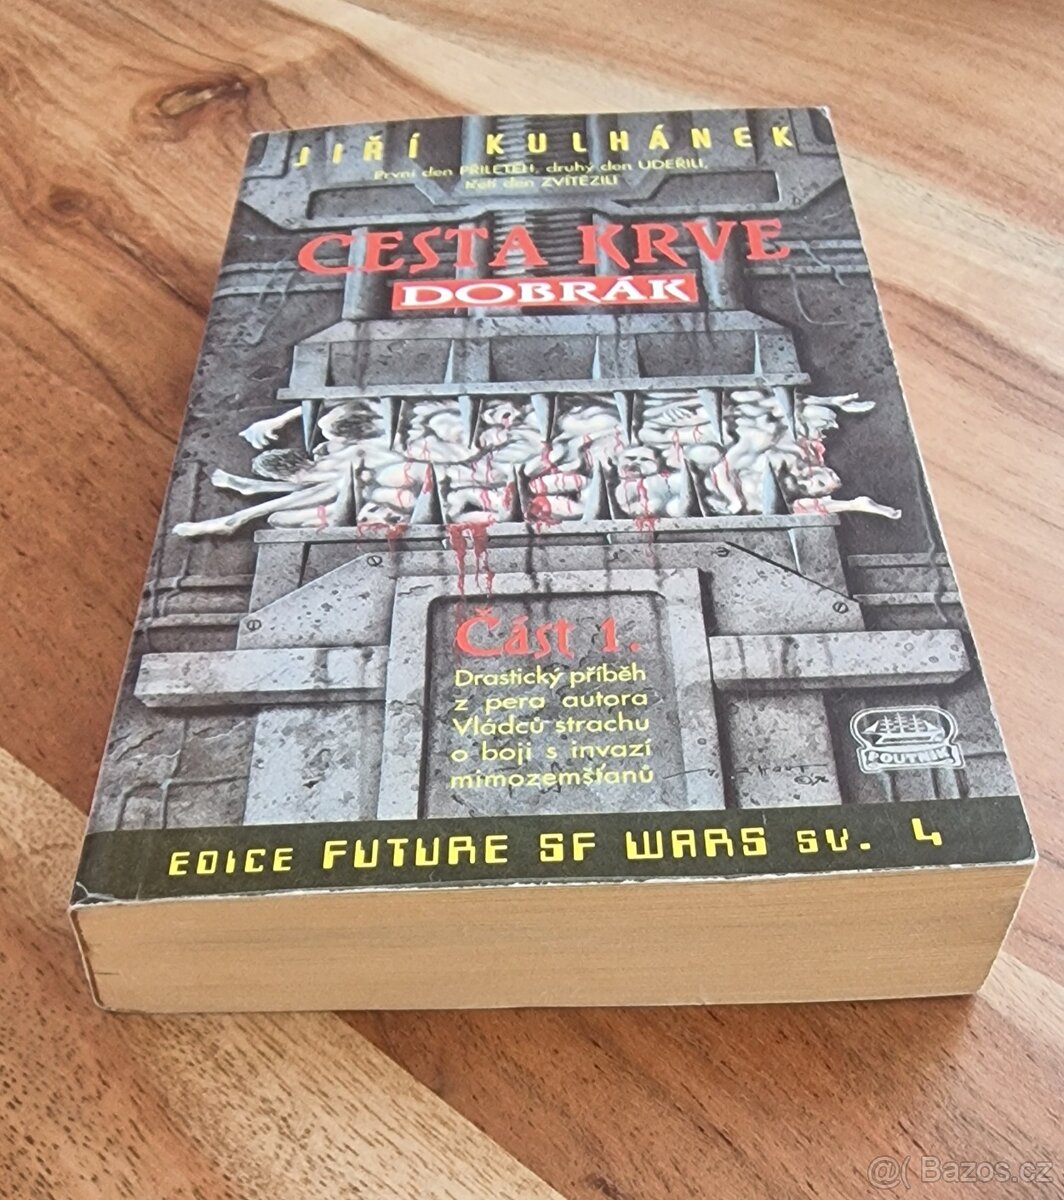 JIŘÍ KULHÁNEK
První den PŘILETĚLI, druhý den UDEŘILI,
třetí den ZVÍTĚZILI
CESTA KRVE
DOBRÁK
Část 1.
Drastický příběh
z pera autora
Vládců strachu
o boji s invazí
mimozemšťanů
POUTNÍK
EDICE FUTURE SF WARS SV. 4
@( Bazos.cz